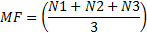 MF = (N1 + N2 + N3 / 3)